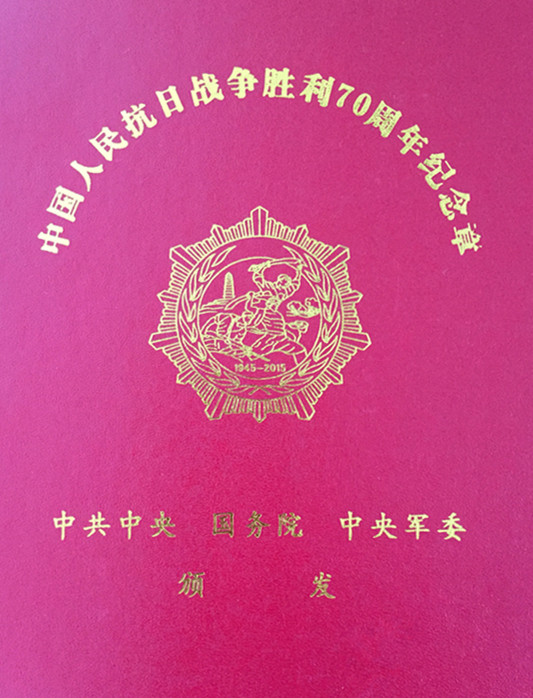 中国人民抗日战争胜利70周年纪念章
1945-2015
中共中央 国务院 中央军委
颁 发